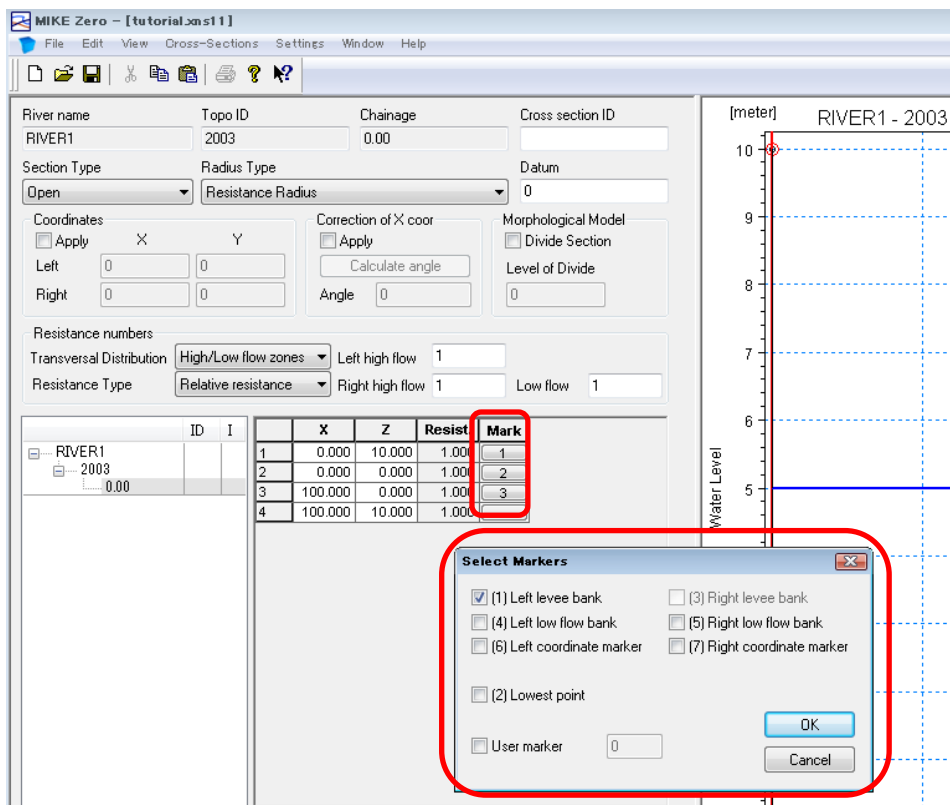 MIKE Zero - [tutorial.xns11]
File Edit View Cross-Sections Settings Window Help
River name Topo ID Chainage Cross section ID
RIVER1 2003 0.00
Section Type Radius Type Datum
Open Resistance Radius 0
Coordinates Correction of X coor Morphological Model
Apply X Y Apply Divide Section
Left 0 0 Calculate angle Level of Divide
Right 0 0 Angle 0 0
Resistance numbers
Transversal Distribution High/Low flow zones Left high flow 1
Resistance Type Relative resistance Right high flow 1 Low flow 1
ID I
RIVER1
2003
0.00
X Z Resist. Mark
1 0.000 10.000 1.000 1
2 0.000 0.000 1.000 2
3 100.000 0.000 1.000 3
4 100.000 10.000 1.000
[meter] RIVER1 - 2003
10
9
8
7
6
5
Water Level
Select Markers
(1) Left levee bank (3) Right levee bank
(4) Left low flow bank (5) Right low flow bank
(6) Left coordinate marker (7) Right coordinate marker
(2) Lowest point
OK
User marker 0
Cancel